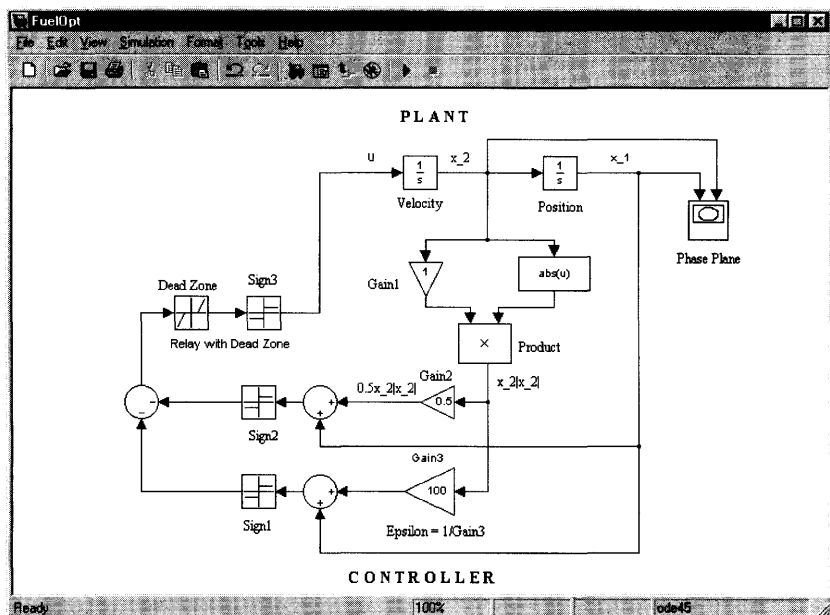 FuelOpt
File Edit View Simulation Format Tools Help
PLANT
u
x_2
x_1
1
s
1
s
Velocity
Position
Phase Plane
Gain1
1
abs(u)
Dead Zone
Sign3
Relay with Dead Zone
×
Product
0.5x_2|x_2|
Gain2
x_2|x_2|
0.5
Sign2
Gain3
100
Sign1
Epsilon = 1/Gain3
CONTROLLER
Ready
100%
ode45